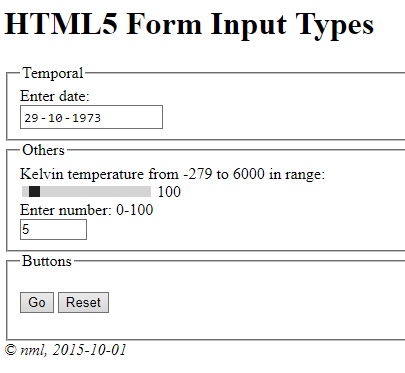 HTML5 Form Input Types
Temporal
Enter date:
29-10-1973
Others
Kelvin temperature from -279 to 6000 in range:
100
Enter number: 0-100
5
Buttons
Go Reset
© nml, 2015-10-01